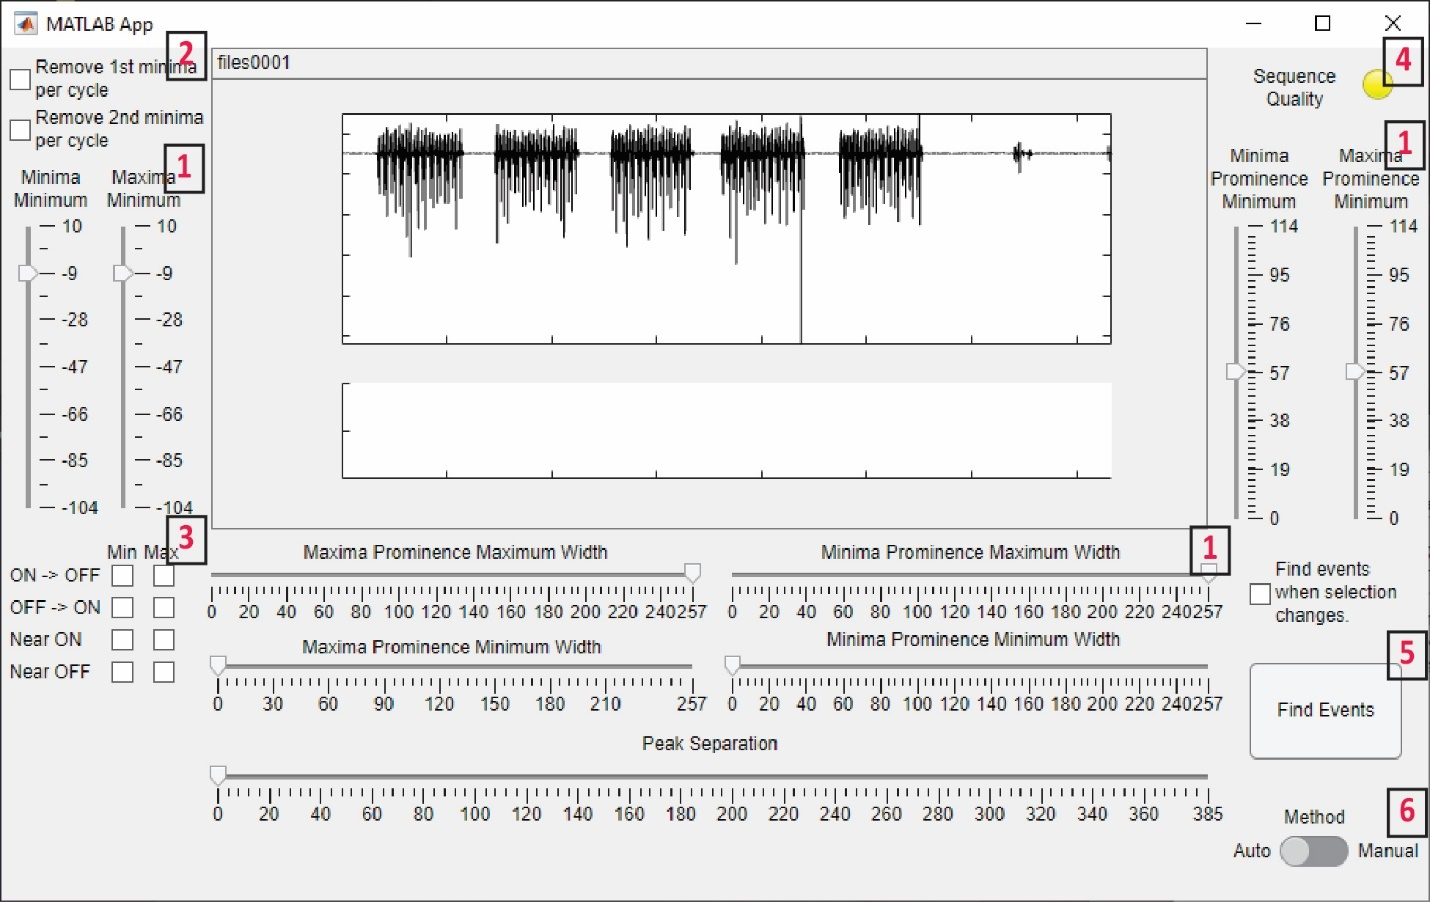 MATLAB App
2
Remove 1st minima
per cycle
Remove 2nd minima
per cycle
files0001
4
Sequence
Quality
1
Minima
Minimum
Maxima
Minimum
10
-9
-28
-47
-66
-85
-104
10
-9
-28
-47
-66
-85
-104
1
Minima
Prominence
Minimum
Maxima
Prominence
Minimum
114
95
76
57
38
19
0
114
95
76
57
38
19
0
3
Min Max
ON -> OFF
OFF -> ON
Near ON
Near OFF
Maxima Prominence Maximum Width
0 20 40 60 80 100 120 140 160 180 200 220 240 257
1
Minima Prominence Maximum Width
0 20 40 60 80 100 120 140 160 180 200 220 240 257
Maxima Prominence Minimum Width
0 30 60 90 120 150 180 210 257
Minima Prominence Minimum Width
0 20 40 60 80 100 120 140 160 180 200 220 240 257
Peak Separation
0 20 40 60 80 100 120 140 160 180 200 220 240 260 280 300 320 340 360 385
Find events
when selection
changes.
5
Find Events
6
Method
Auto Manual